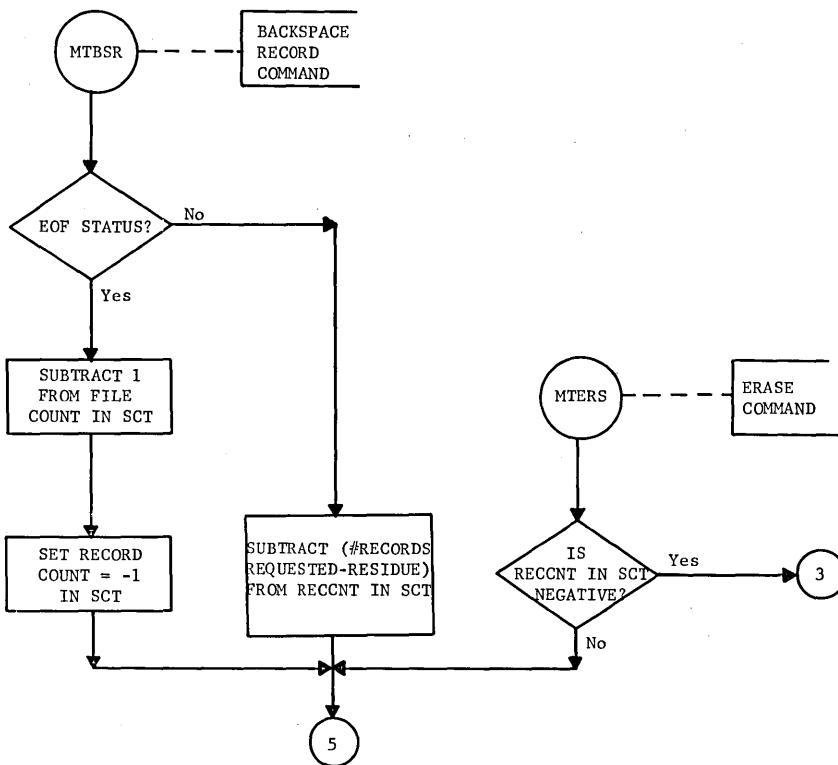 MTBSR
BACKSPACE
RECORD
COMMAND
EOF STATUS?
No
Yes
SUBTRACT 1
FROM FILE
COUNT IN SCT
SET RECORD
COUNT = -1
IN SCT
SUBTRACT (#RECORDS
REQUESTED-RESIDUE)
FROM RECCNT IN SCT
MTERS
ERASE
COMMAND
IS
RECCNT IN SCT
NEGATIVE?
Yes
3
No
5